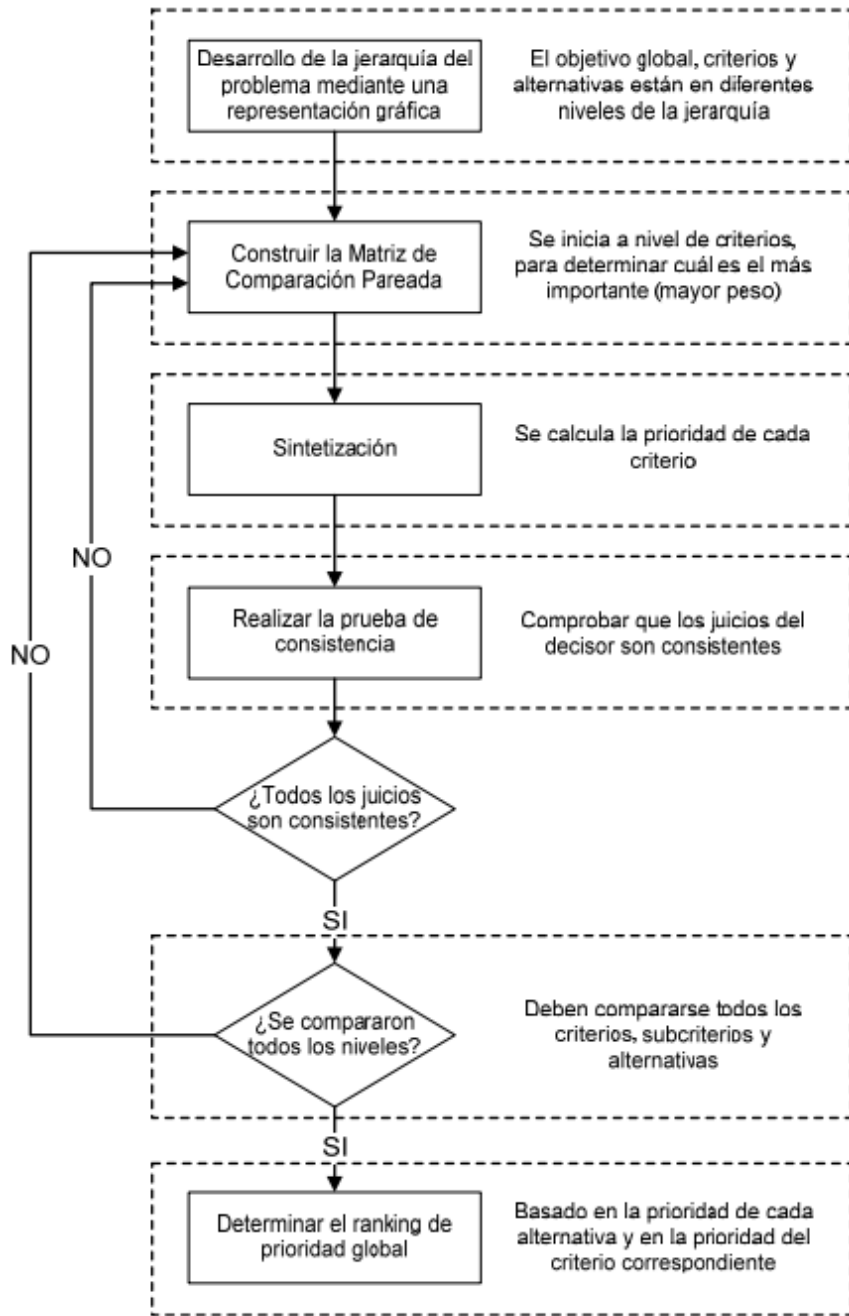 Desarrollo de la jerarquía del
problema mediante una
representación gráfica
El objetivo global, criterios y
alternativas están en diferentes
niveles de la jerarquía
Construir la Matriz de
Comparación Pareada
Se inicia a nivel de criterios,
para determinar cuál es el más
importante (mayor peso)
Sintetización
Se calcula la prioridad de cada
criterio
NO
Realizar la prueba de
consistencia
Comprobar que los juicios del
decisor son consistentes
NO
¿Todos los juicios
son consistentes?
SI
¿Se compararon
todos los niveles?
Deben compararse todos los
criterios, subcriterios y
alternativas
SI
Determinar el ranking de
prioridad global
Basado en la prioridad de cada
alternativa y en la prioridad del
criterio correspondiente